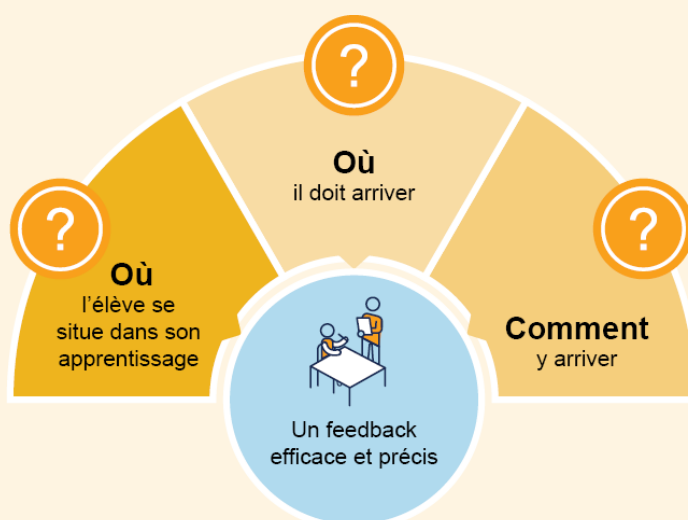 ?
Où
il doit arriver
?
Où
l'élève se
situe dans son
apprentissage
?
Comment
y arriver
Un feedback
efficace et précis